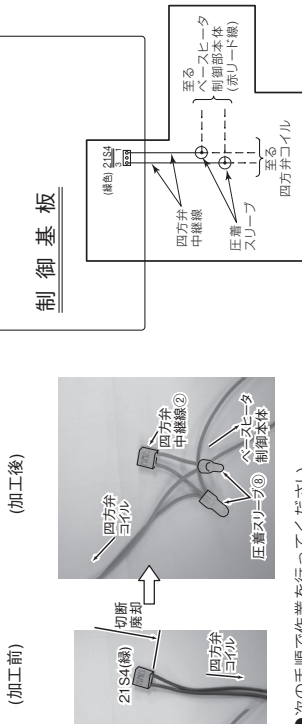 (加工前)
(加工後)
21S4(緑)
切断
廃却
四方弁
コイル
四方弁
コイル
四方弁
中継線②
圧着スリーブ⑧
ベースヒータ
制御本体
制御基板
(緑色)
21S4
3 1
四方弁
中継線
圧着
スリーブ
至る
ベースヒータ
制御部本体
(赤リード線)
至る
四方弁コイル
次の手順で作業を行ってください